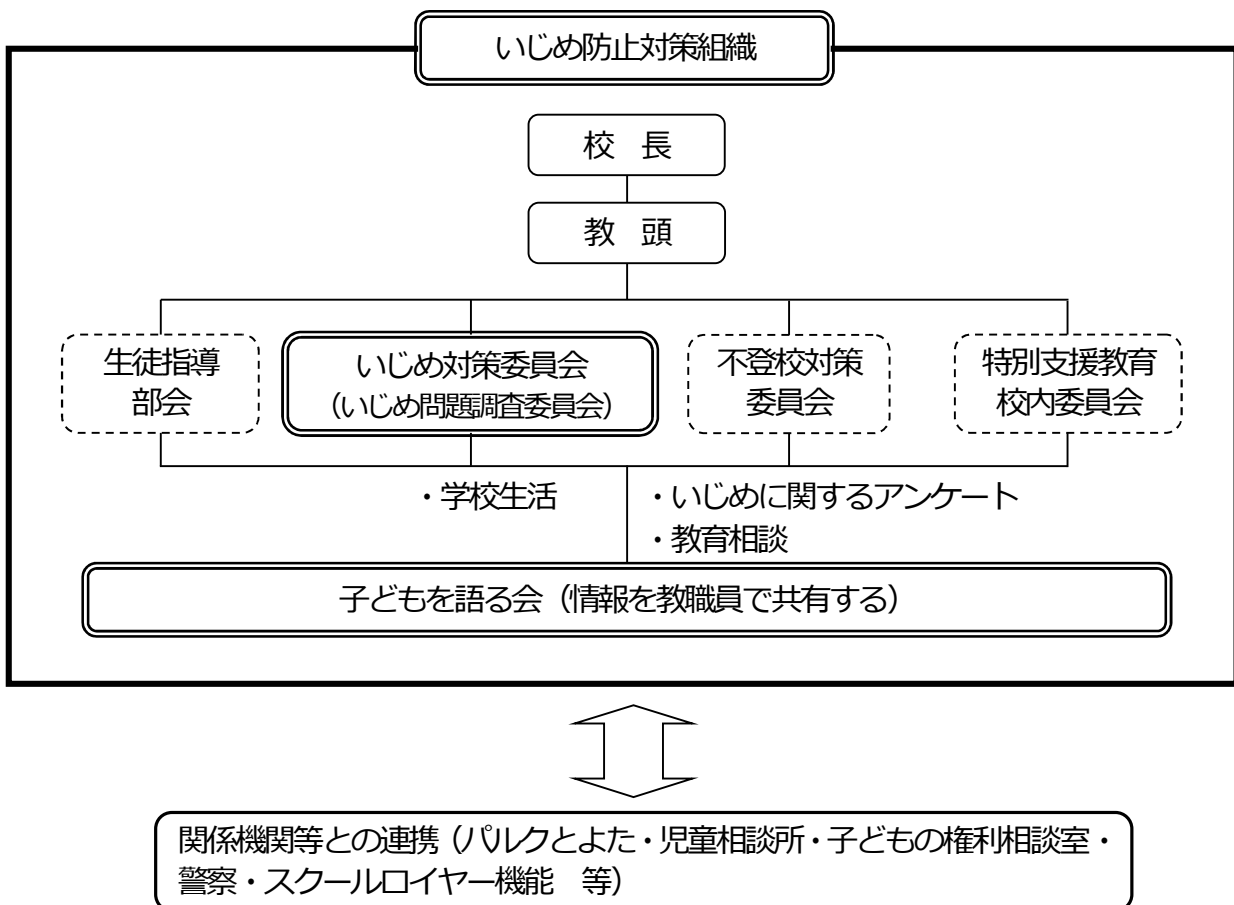 いじめ防止対策組織
校　長
教　頭
生徒指導
部会
いじめ対策委員会
（いじめ問題調査委員会）
不登校対策
委員会
特別支援教育
校内委員会
・学校生活
・いじめに関するアンケート
・教育相談
子どもを語る会（情報を教職員で共有する）
関係機関等との連携（パルクとよた・児童相談所・子どもの権利相談室・
警察・スクールロイヤー機能　等）